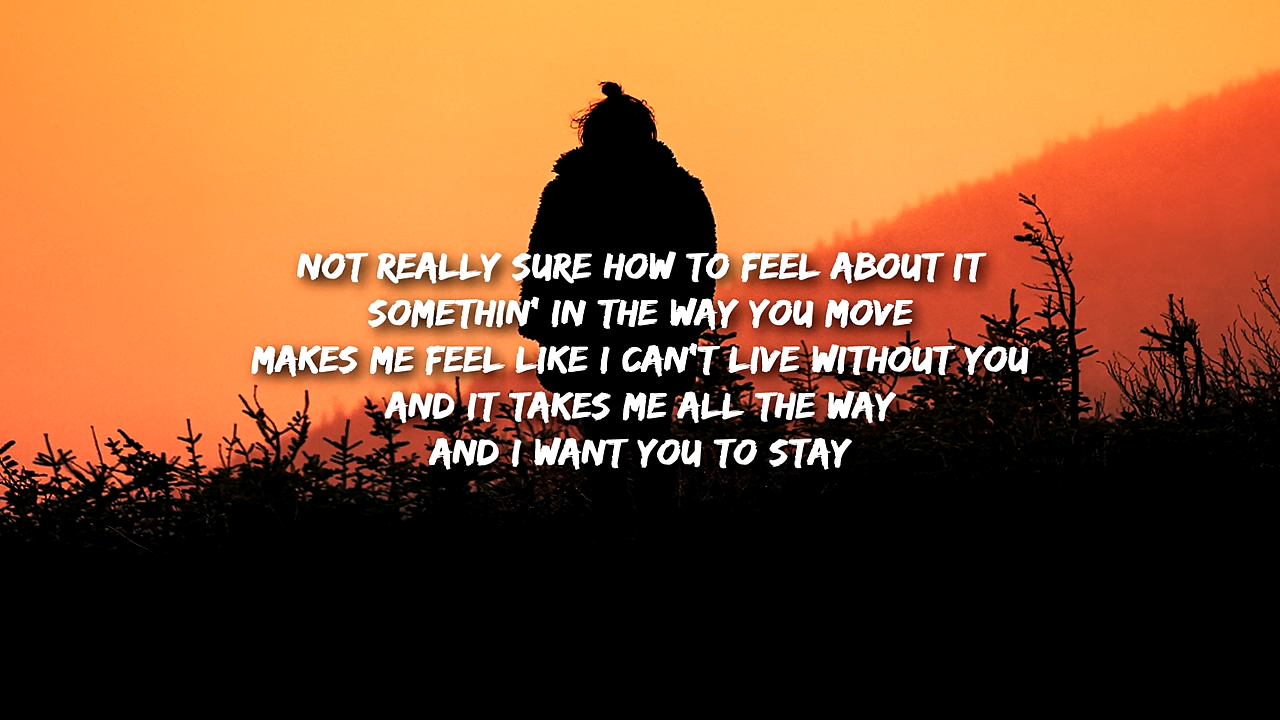 NOT REALLY SURE HOW TO FEEL ABOUT IT
SOMETHIN' IN THE WAY YOU MOVE
MAKES ME FEEL LIKE I CAN'T LIVE WITHOUT YOU
AND IT TAKES ME ALL THE WAY
AND I WANT YOU TO STAY